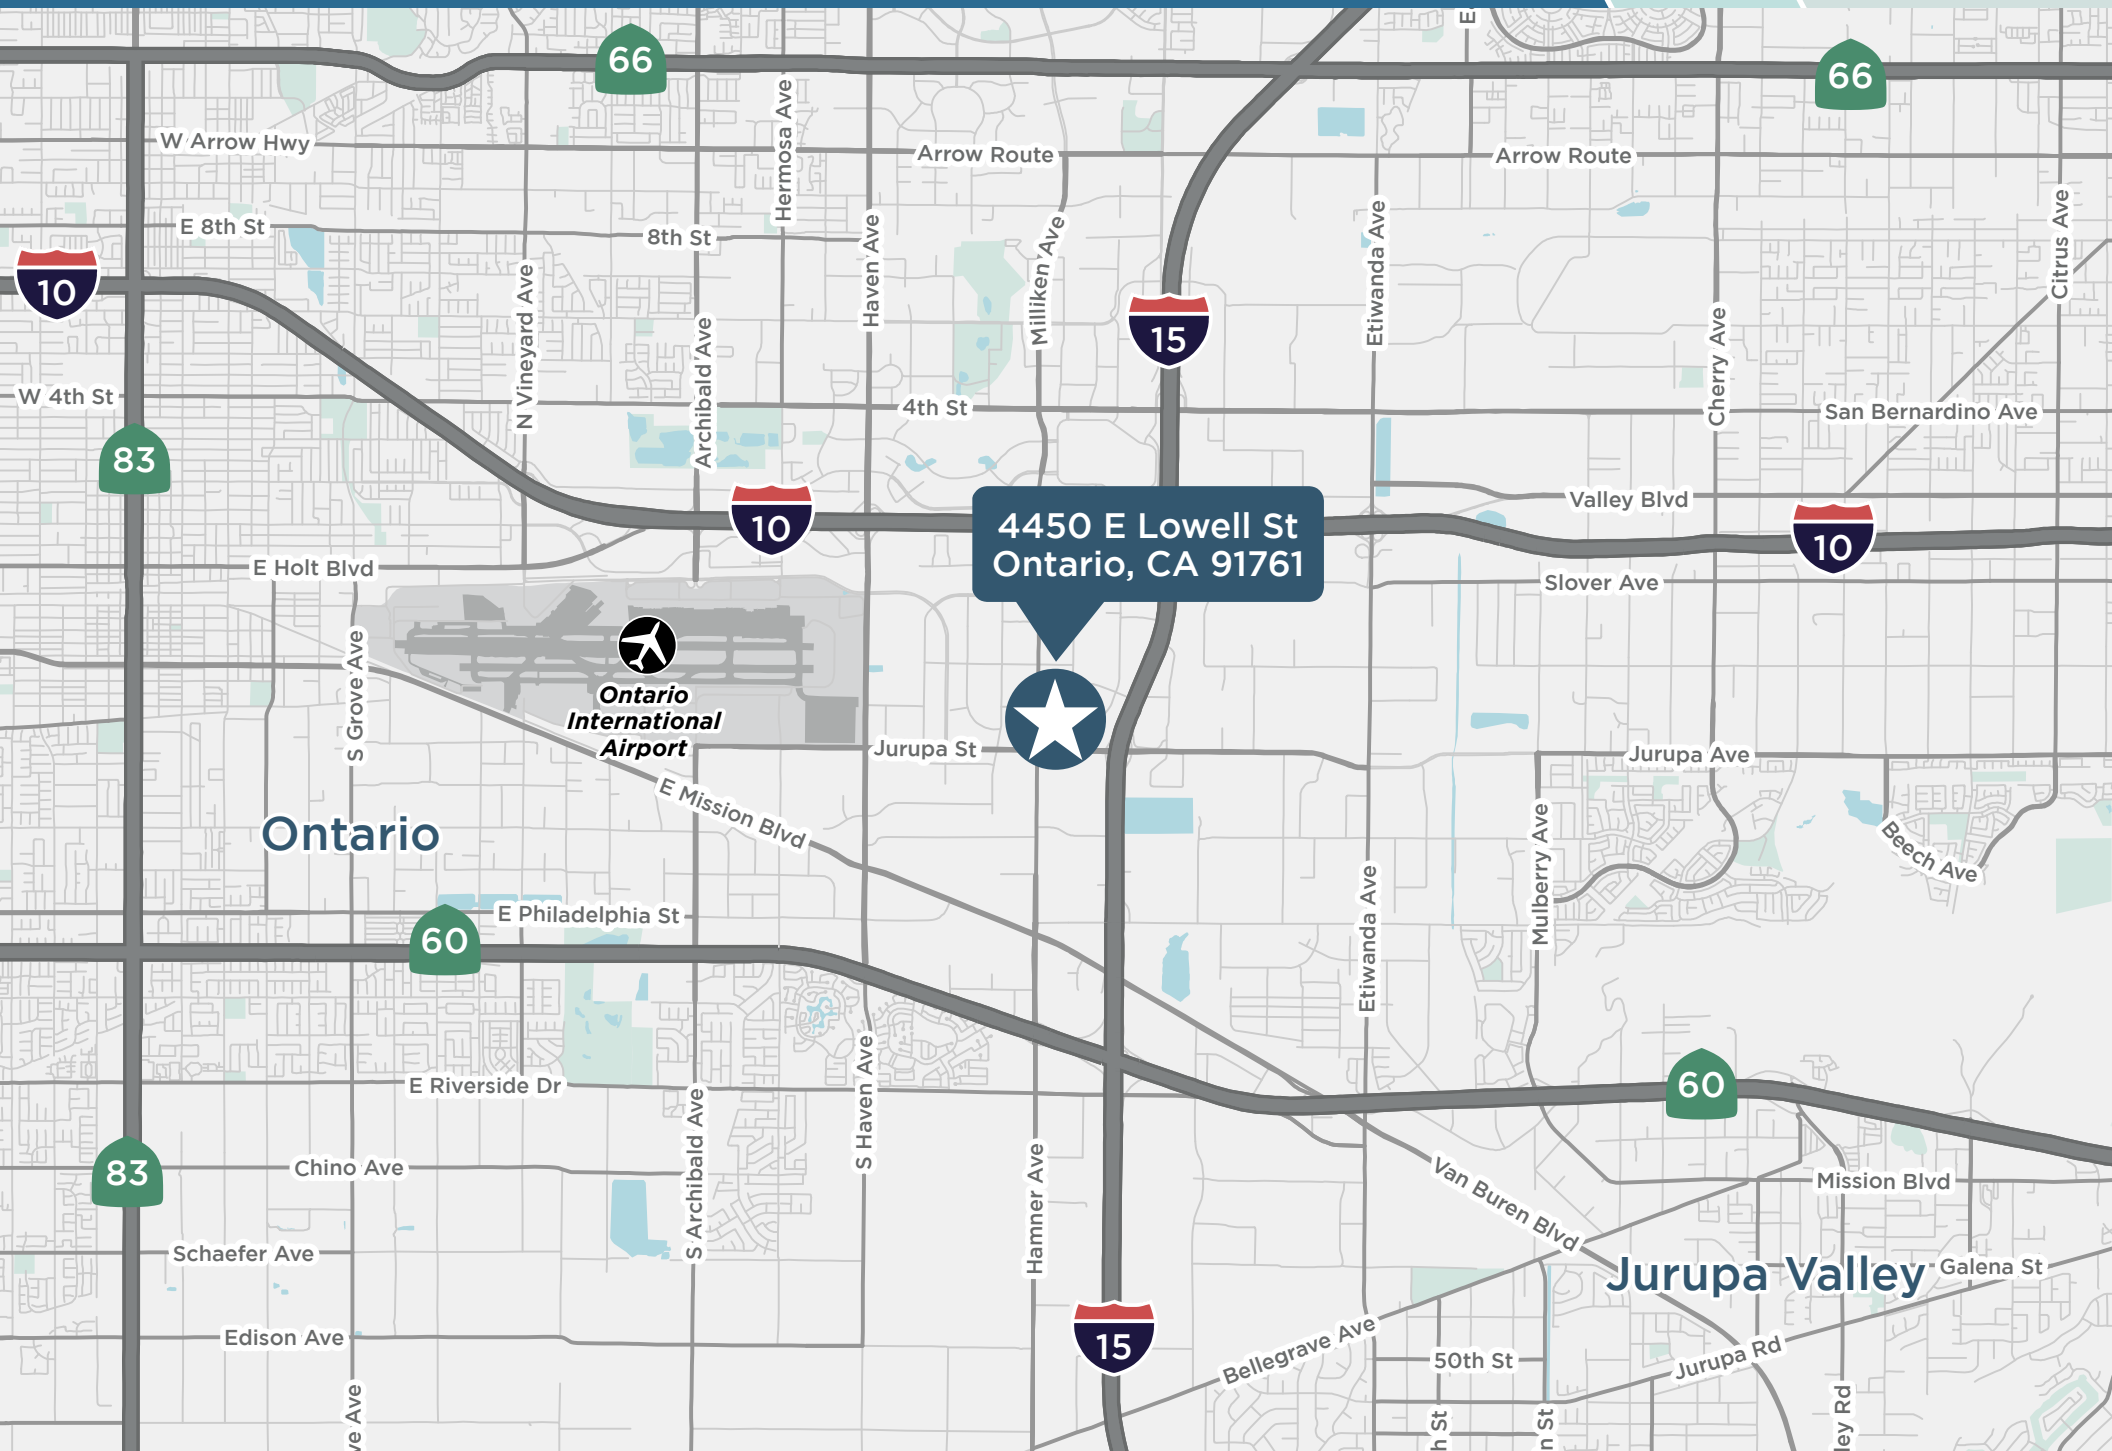 66
66
W Arrow Hwy
Hermosa Ave
Arrow Route
Arrow Route
E 8th St
8th St
Haven Ave
Milliken Ave
Etiwanda Ave
Citrus Ave
10
N Vineyard Ave
Archibald Ave
15
Cherry Ave
W 4th St
4th St
San Bernardino Ave
83
10
Valley Blvd
10
4450 E Lowell St
Ontario, CA 91761
E Holt Blvd
Slover Ave
S Grove Ave
Ontario
International
Airport
Jurupa St
Jurupa Ave
E Mission Blvd
Ontario
Mulberry Ave
Beech Ave
E Philadelphia St
60
Etiwanda Ave
E Riverside Dr
S Haven Ave
60
83
Chino Ave
S Archibald Ave
Hamner Ave
Van Buren Blvd
Mission Blvd
Schaefer Ave
Jurupa Valley
Galena St
Edison Ave
15
Bellegrave Ave
50th St
Jurupa Rd